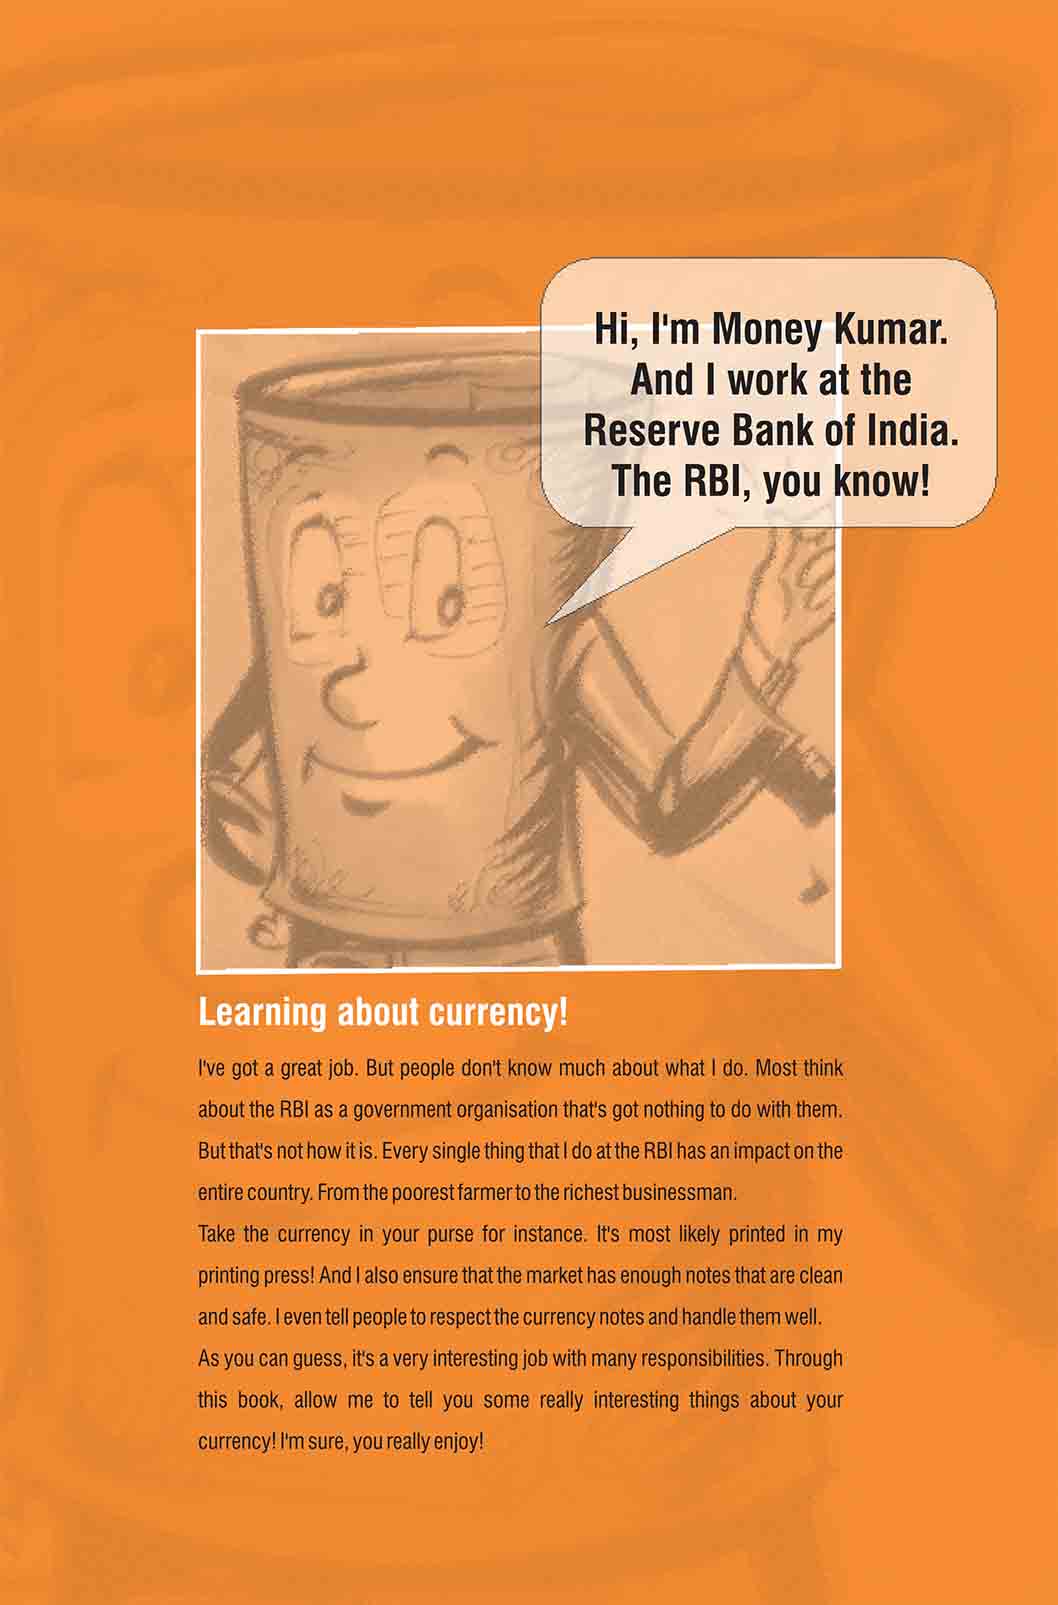 Hi, I'm Money Kumar.
And I work at the
Reserve Bank of India.
The RBI, you know!
Learning about currency!
I've got a great job. But people don't know much about what I do. Most think
about the RBI as a government organisation that's got nothing to do with them.
But that's not how it is. Every single thing that I do at the RBI has an impact on the
entire country. From the poorest farmer to the richest businessman.
Take the currency in your purse for instance. It's most likely printed in my
printing press! And I also ensure that the market has enough notes that are clean
and safe. I even tell people to respect the currency notes and handle them well.
As you can guess, it's a very interesting job with many responsibilities. Through
this book, allow me to tell you some really interesting things about your
currency! I'm sure, you really enjoy!